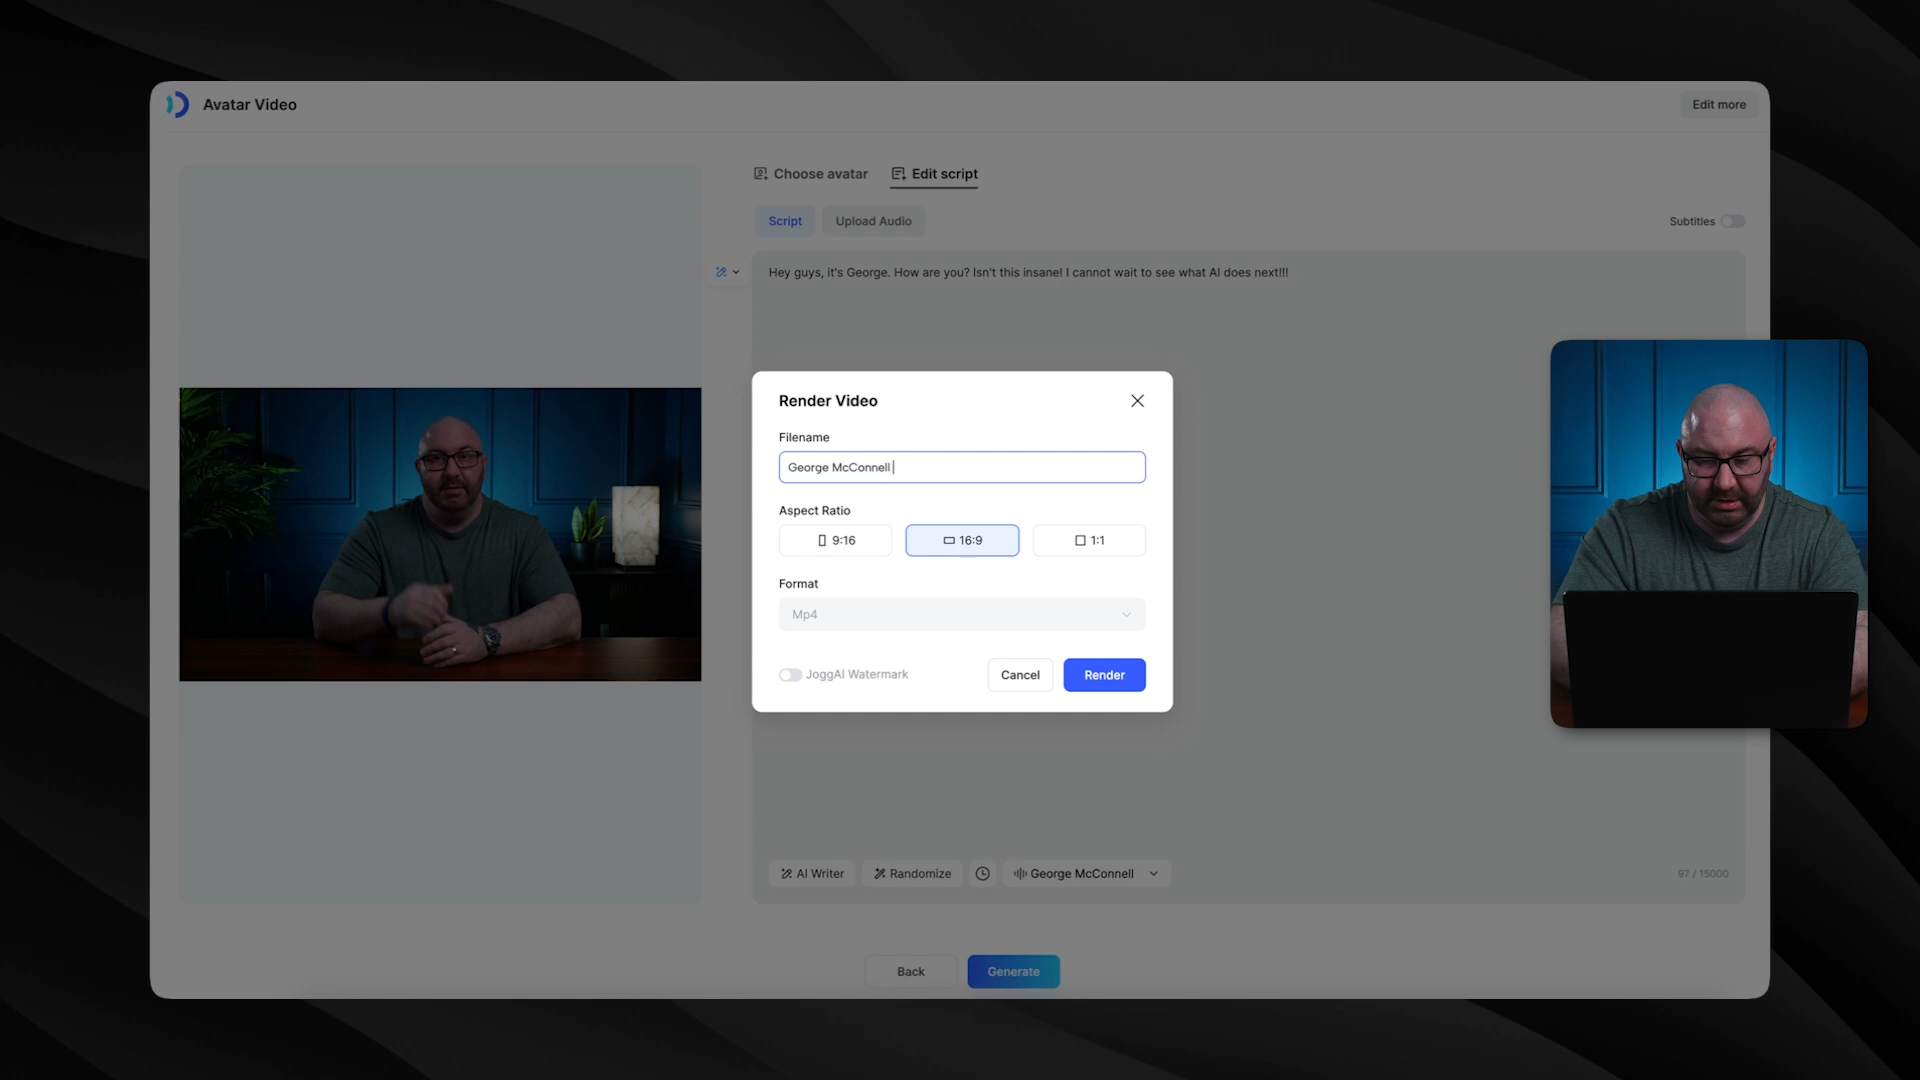 Avatar Video
Edit more
Choose avatar
Edit script
Script
Upload Audio
Subtitles
Hey guys, it's George. How are you? Isn't this insane! I cannot wait to see what AI does next!!!
Render Video
Filename
George McConnell
Aspect Ratio
9:16
16:9
1:1
Format
Mp4
JoggAI Watermark
Cancel
Render
AI Writer
Randomize
George McConnell
97 / 15000
Back
Generate